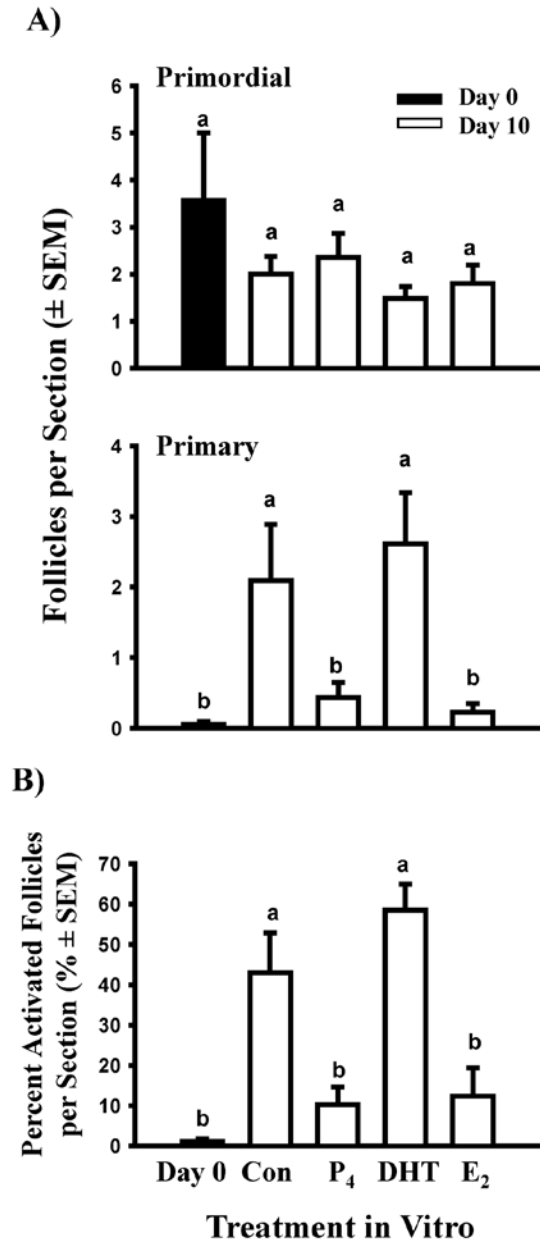 A)
Primordial
Day 0
Day 10
6
5
4
3
2
1
0
a
a
a
a
a
Follicles per Section (± SEM)
Primary
4
3
2
1
0
b
a
b
a
b
B)
Percent Activated Follicles
per Section (% ± SEM)
70
60
50
40
30
20
10
0
b
a
b
a
b
Day 0 Con P₄ DHT E₂
Treatment in Vitro